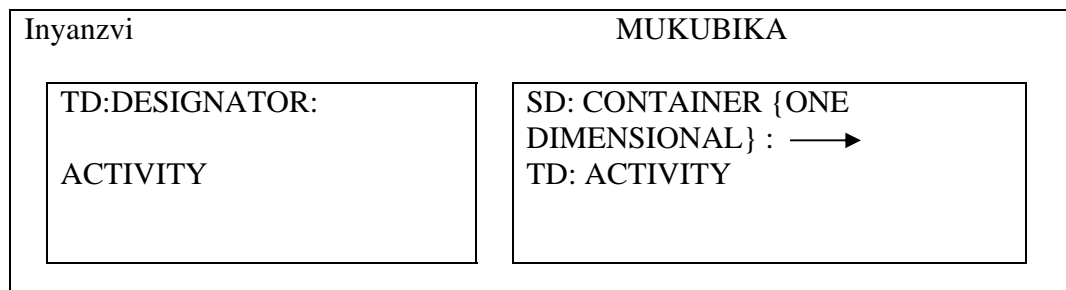 Inyanzvi MUKUBIKA
TD:DESIGNATOR:
ACTIVITY
SD: CONTAINER {ONE
DIMENSIONAL} : ⟶
TD: ACTIVITY